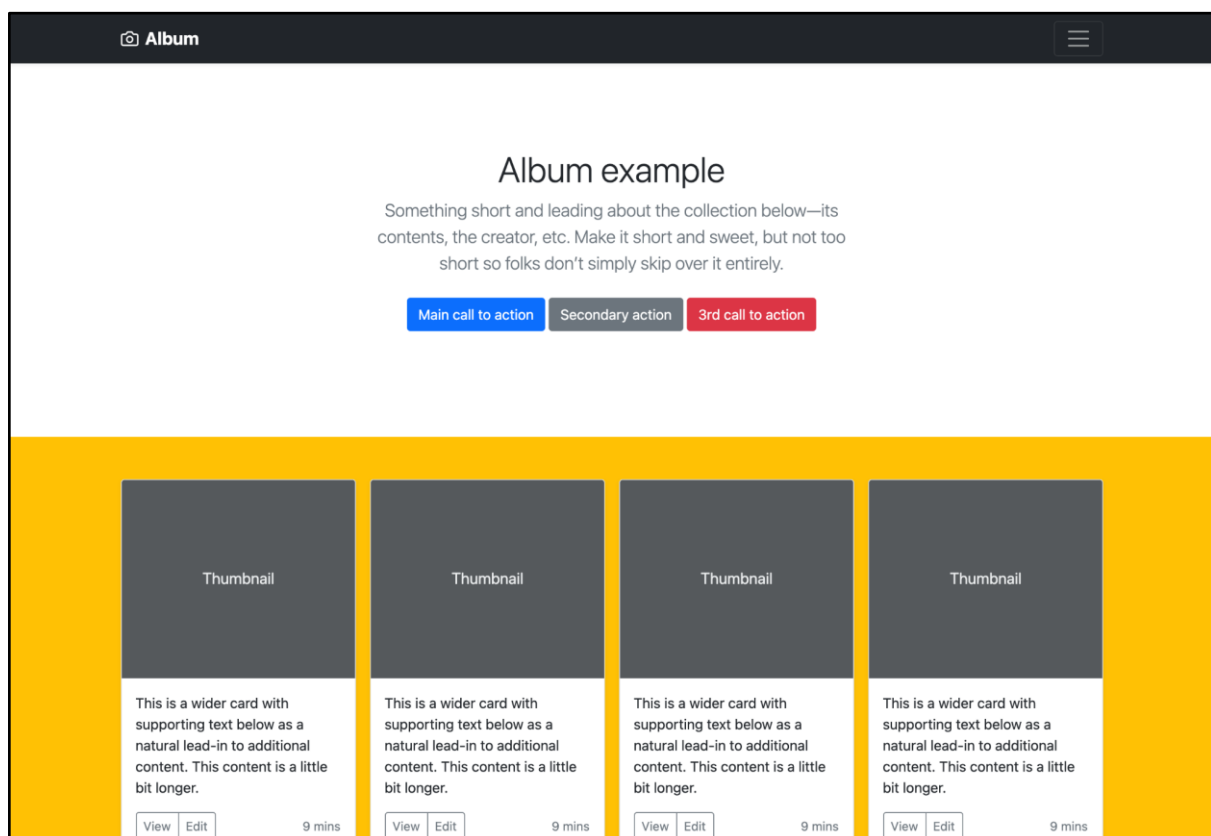 Album
Album example
Something short and leading about the collection below—its
contents, the creator, etc. Make it short and sweet, but not too
short so folks don’t simply skip over it entirely.
Main call to action Secondary action 3rd call to action
Thumbnail Thumbnail Thumbnail Thumbnail
This is a wider card with
supporting text below as a
natural lead-in to additional
content. This content is a little
bit longer.
View Edit 9 mins
This is a wider card with
supporting text below as a
natural lead-in to additional
content. This content is a little
bit longer.
View Edit 9 mins
This is a wider card with
supporting text below as a
natural lead-in to additional
content. This content is a little
bit longer.
View Edit 9 mins
This is a wider card with
supporting text below as a
natural lead-in to additional
content. This content is a little
bit longer.
View Edit 9 mins